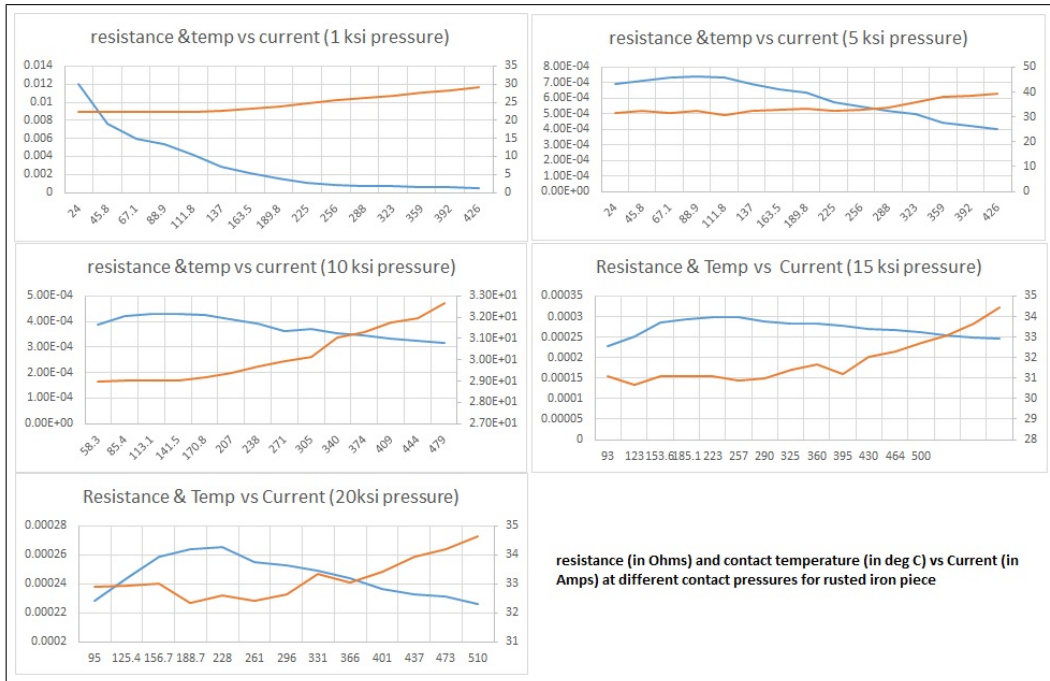 resistance &temp vs current (1 ksi pressure)
0.014
0.012
0.01
0.008
0.006
0.004
0.002
0
35
30
25
20
15
10
5
0
24 45.8 67.1 88.9 111.8 137 163.5 189.8 225 256 288 323 359 392 426
resistance &temp vs current (5 ksi pressure)
8.00E-04
7.00E-04
6.00E-04
5.00E-04
4.00E-04
3.00E-04
2.00E-04
1.00E-04
0.00E+00
50
40
30
20
10
0
24 45.8 67.1 88.9 111.8 137 163.5 189.8 225 256 288 323 359 392 426
resistance &temp vs current (10 ksi pressure)
5.00E-04
4.00E-04
3.00E-04
2.00E-04
1.00E-04
0.00E+00
3.30E+01
3.20E+01
3.10E+01
3.00E+01
2.90E+01
2.80E+01
2.70E+01
58.3 85.4 113.1 141.5 170.8 207 238 271 305 340 374 409 444 479
Resistance & Temp vs Current (15 ksi pressure)
0.00035
0.0003
0.00025
0.0002
0.00015
0.0001
0.00005
0
35
34
33
32
31
30
29
28
93 123 153.6 185.1 223 257 290 325 360 395 430 464 500
Resistance & Temp vs Current (20ksi pressure)
0.00028
0.00026
0.00024
0.00022
0.0002
35
34
33
32
31
95 125.4 156.7 188.7 228 261 296 331 366 401 437 473 510
resistance (in Ohms) and contact temperature (in deg C) vs Current (in
Amps) at different contact pressures for rusted iron piece